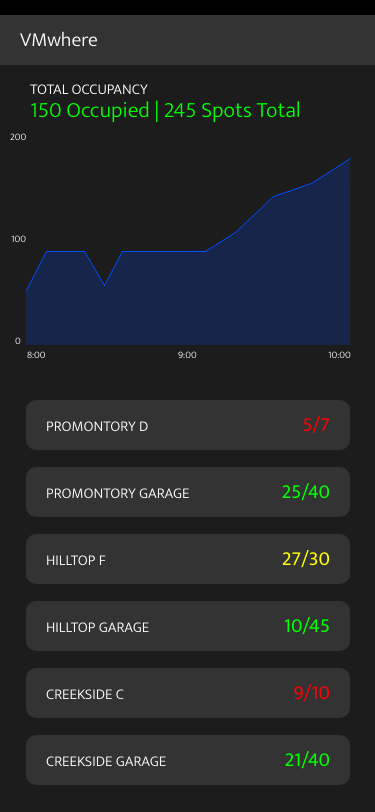 VMwhere
TOTAL OCCUPANCY
150 Occupied | 245 Spots Total
200
100
0
8:00 9:00 10:00
PROMONTORY D 5/7
PROMONTORY GARAGE 25/40
HILLTOP F 27/30
HILLTOP GARAGE 10/45
CREEKSIDE C 9/10
CREEKSIDE GARAGE 21/40